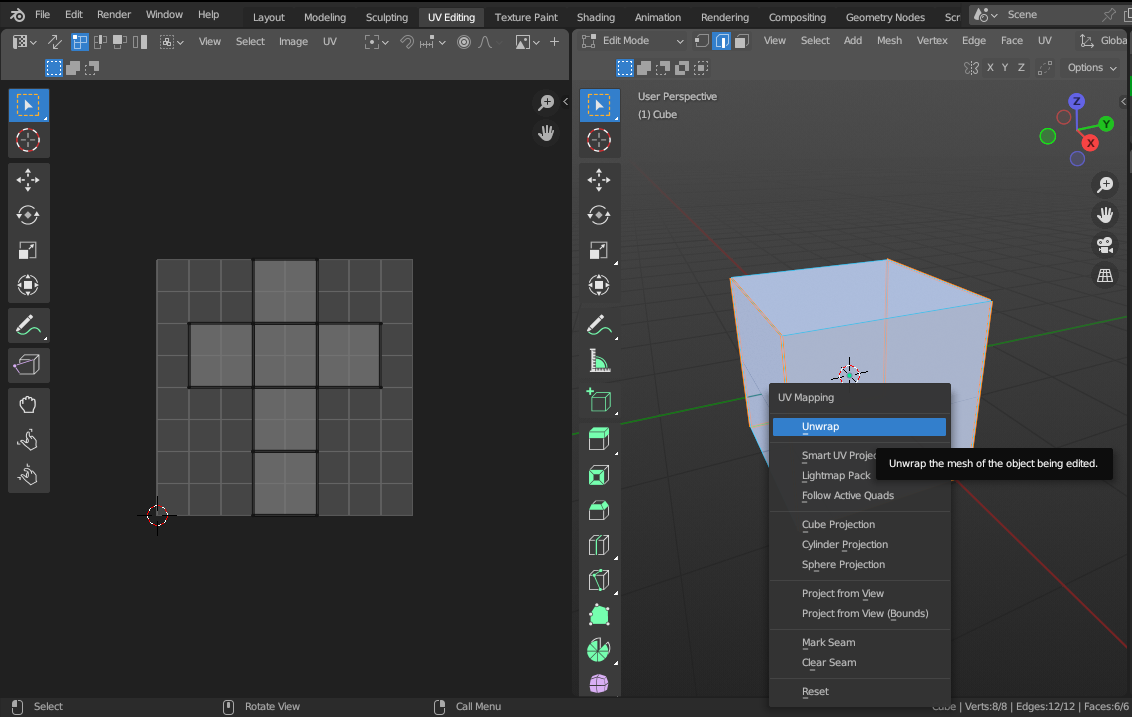 File Edit Render Window Help Layout Modeling Sculpting UV Editing Texture Paint Shading Animation Rendering Compositing Geometry Nodes Scr Scene
View Select Image UV Edit Mode View Select Add Mesh Vertex Edge Face UV Globa
X Y Z Options
User Perspective
(1) Cube
Z
Y
X
UV Mapping
Unwrap
Smart UV Projec
Unwrap the mesh of the object being edited.
Lightmap Pack
Follow Active Quads
Cube Projection
Cylinder Projection
Sphere Projection
Project from View
Project from View (Bounds)
Mark Seam
Clear Seam
Reset
Select Rotate View Call Menu Cube | Verts:8/8 | Edges:12/12 | Faces:6/6